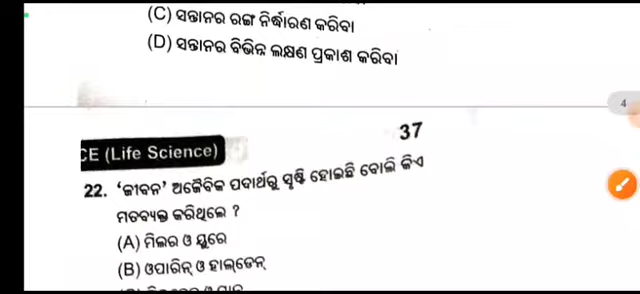 (C) ସନ୍ତାନର ରଙ୍ଗ ନିର୍ଦ୍ଧାରଣ କରିବା
(D) ସନ୍ତାନର ବିଭିନ୍ନ ଲକ୍ଷଣ ପ୍ରକାଶ କରିବା
4
37
CE (Life Science)
22. ‘ଜୀବନ’ ଅଜୈବିକ ପଦାର୍ଥରୁ ସୃଷ୍ଟି ହୋଇଛି ବୋଲି କିଏ
ମତବ୍ୟକ୍ତ କରିଥିଲେ ?
(A) ମିଲର ଓ ୟୁରେ
(B) ଓପାରିନ୍ ଓ ହାଲ୍‌ଡେନ୍